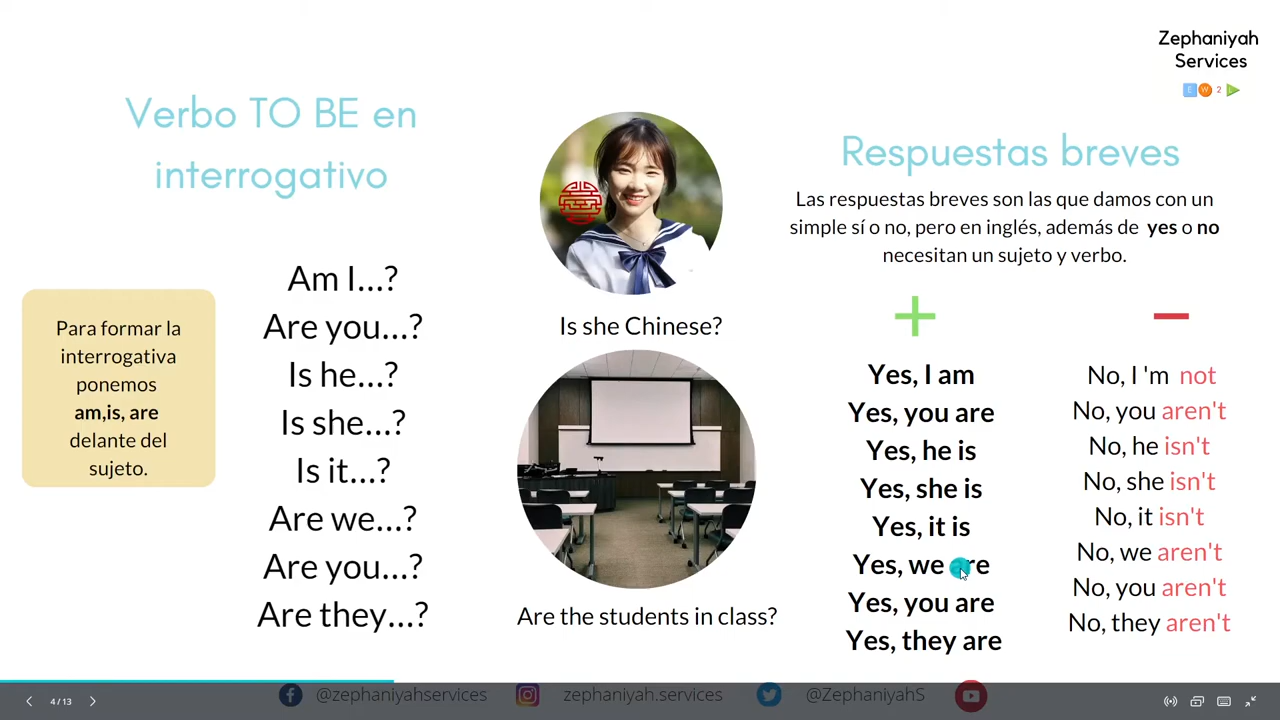 Zephaniyah
Services
E W 2
Verbo TO BE en
interrogativo
Para formar la
interrogativa
ponemos
am,is, are
delante del
sujeto.
Am I...?
Are you...?
Is he...?
Is she...?
Is it...?
Are we...?
Are you...?
Are they...?
Is she Chinese?
Are the students in class?
Respuestas breves
Las respuestas breves son las que damos con un
simple sí o no, pero en inglés, además de yes o no
necesitan un sujeto y verbo.
+
Yes, I am
Yes, you are
Yes, he is
Yes, she is
Yes, it is
Yes, we are
Yes, you are
Yes, they are
−
No, I 'm not
No, you aren't
No, he isn't
No, she isn't
No, it isn't
No, we aren't
No, you aren't
No, they aren't
4/13
@zephaniyahservices
zephaniyah.services
@ZephaniyahS